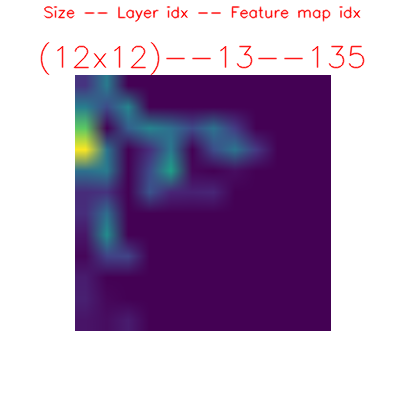 Size -- Layer idx -- Feature map idx
(12x12)--13--135